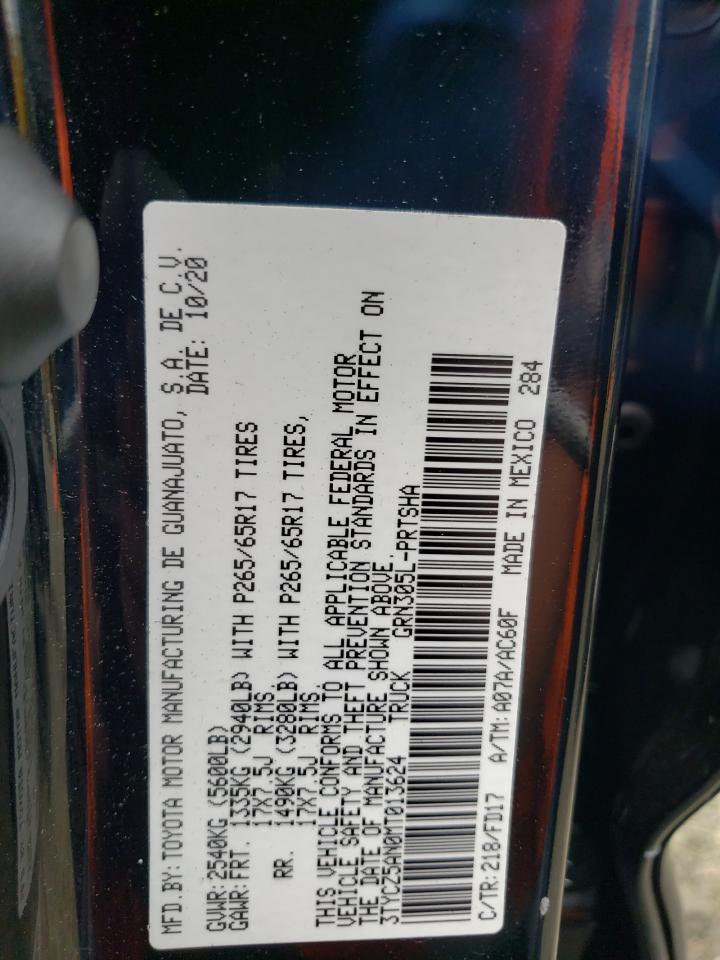 MFD.BY:TOYOTA MOTOR MANUFACTURING DE GUANAJUATO, S.A. DE C.V.
DATE: 10/20
GVWR:2540KG (5600LB)
GAWR:FRT. 1335KG (2940LB) WITH P265/65R17 TIRES
17X7.5J RIMS,
RR. 1490KG (3280LB) WITH P265/65R17 TIRES,
17X7.5J RIMS.
THIS VEHICLE CONFORMS TO ALL APPLICABLE FEDERAL MOTOR
VEHICLE SAFETY AND THEFT PREVENTION STANDARDS IN EFFECT ON
THE DATE OF MANUFACTURE SHOWN ABOVE.
3TYCZ5AN0MT013624 TRUCK GRN305L-PRTSHA
C/TR:218/FD17 A/TM:A07A/AC60F MADE IN MEXICO 284